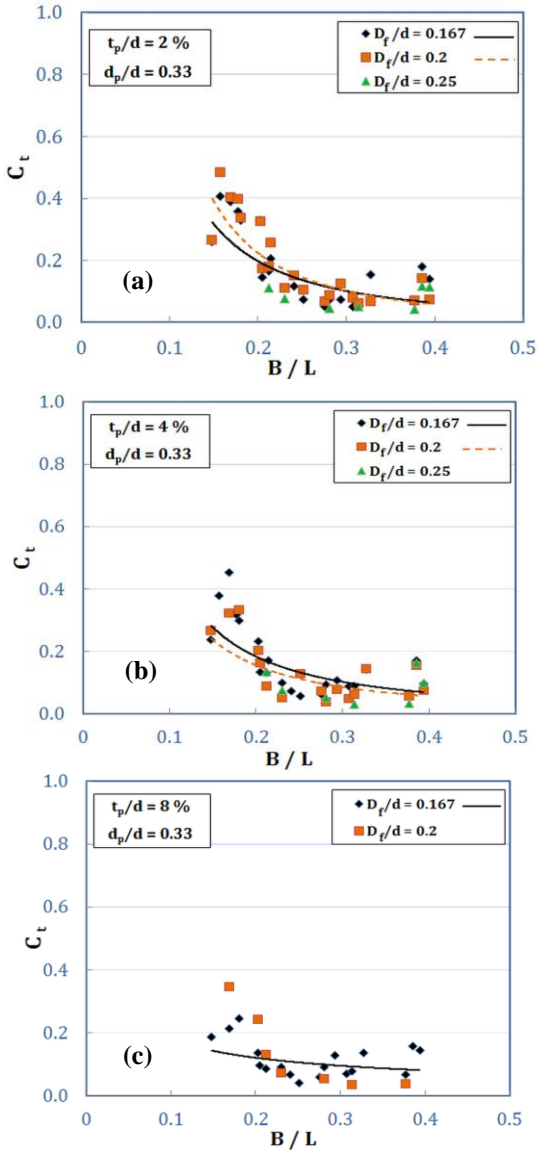 t_p/d = 2 %
d_p/d = 0.33
D_f/d = 0.167
D_f/d = 0.2
D_f/d = 0.25
C_t
1.0
0.8
0.6
0.4
0.2
0.0
(a)
0 0.1 0.2 0.3 0.4 0.5
B / L
t_p/d = 4 %
d_p/d = 0.33
D_f/d = 0.167
D_f/d = 0.2
D_f/d = 0.25
C_t
1.0
0.8
0.6
0.4
0.2
0.0
(b)
0 0.1 0.2 0.3 0.4 0.5
B / L
t_p/d = 8 %
d_p/d = 0.33
D_f/d = 0.167
D_f/d = 0.2
C_t
1.0
0.8
0.6
0.4
0.2
0.0
(c)
0 0.1 0.2 0.3 0.4 0.5
B / L